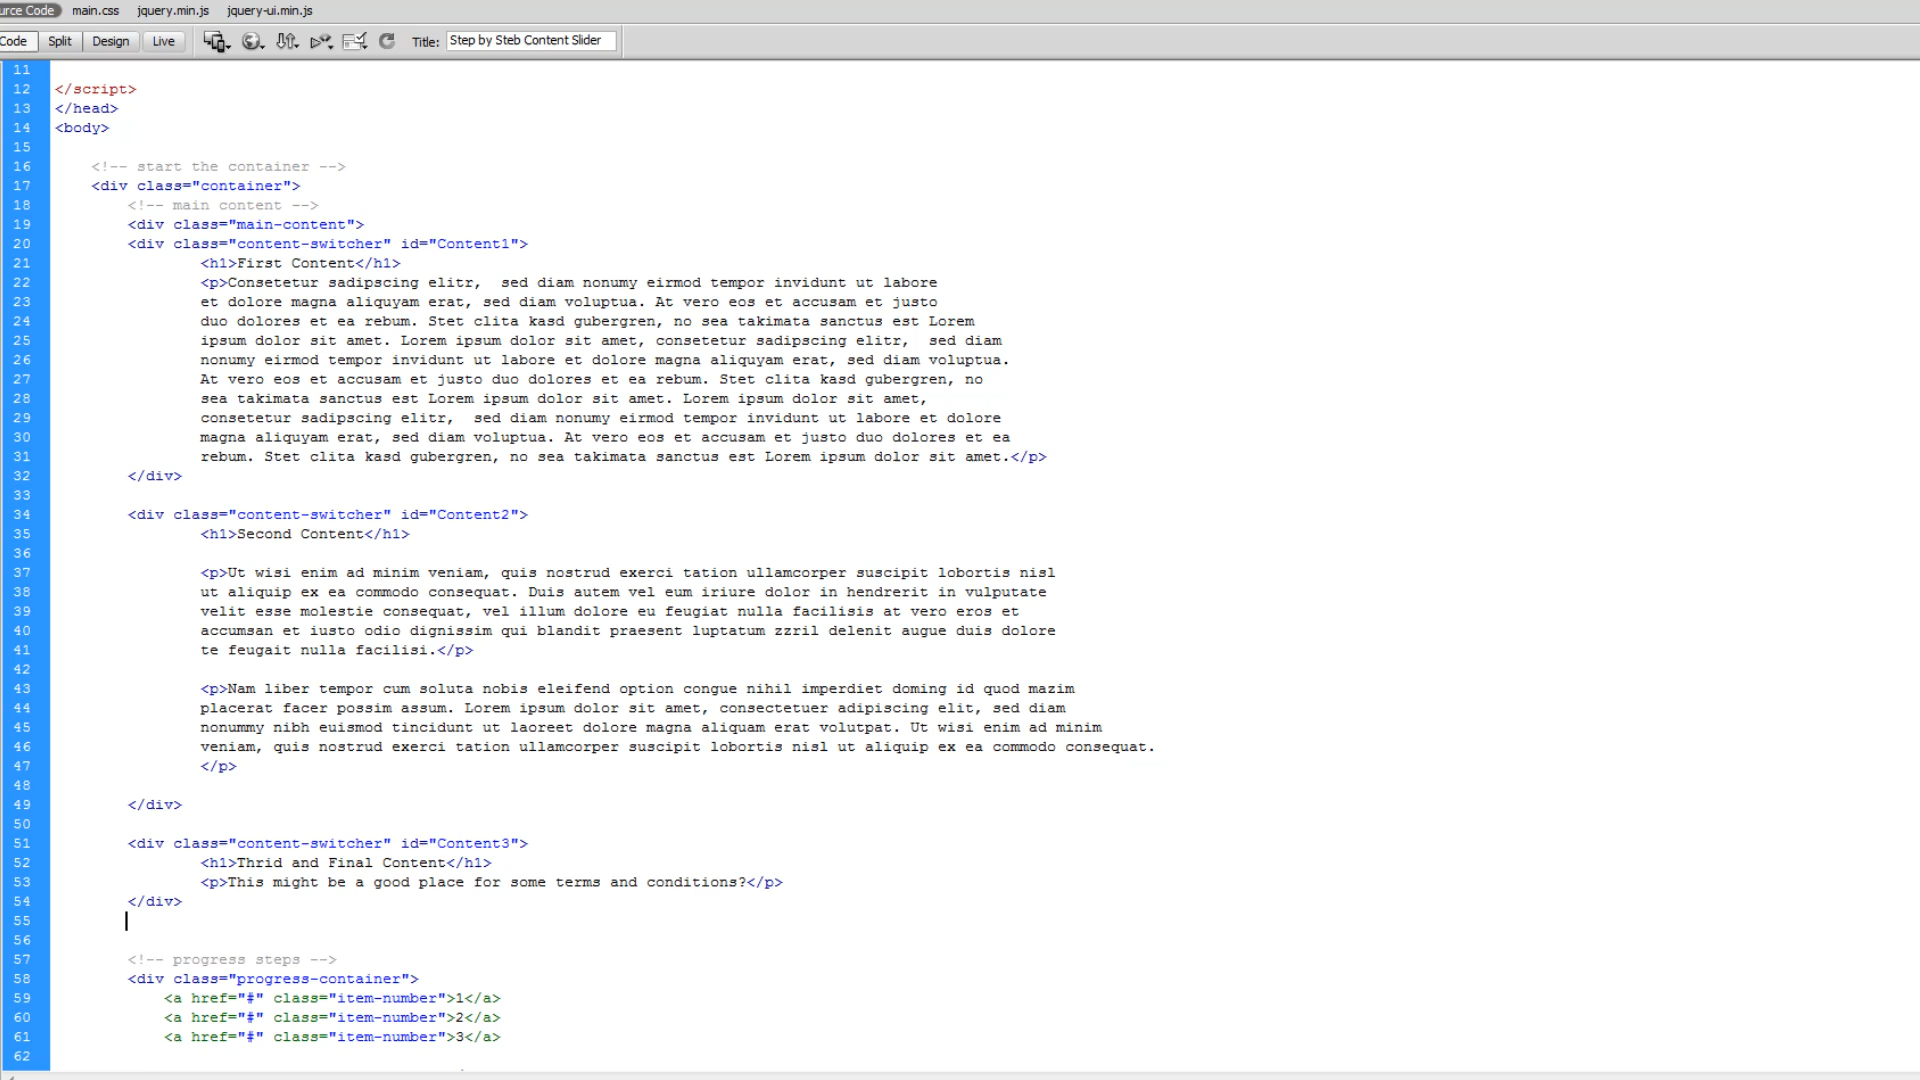 urce Code main.css jquery.min.js jquery-ui.min.js
Code Split Design Live Title: Step by Steb Content Slider
11
12 </script>
13 </head>
14 <body>
15
16 <!-- start the container -->
17 <div class="container">
18 <!-- main content -->
19 <div class="main-content">
20 <div class="content-switcher" id="Content1">
21 <h1>First Content</h1>
22 <p>Consetetur sadipscing elitr,  sed diam nonumy eirmod tempor invidunt ut labore
23 et dolore magna aliquyam erat, sed diam voluptua. At vero eos et accusam et justo
24 duo dolores et ea rebum. Stet clita kasd gubergren, no sea takimata sanctus est Lorem
25 ipsum dolor sit amet. Lorem ipsum dolor sit amet, consetetur sadipscing elitr,  sed diam
26 nonumy eirmod tempor invidunt ut labore et dolore magna aliquyam erat, sed diam voluptua.
27 At vero eos et accusam et justo duo dolores et ea rebum. Stet clita kasd gubergren, no
28 sea takimata sanctus est Lorem ipsum dolor sit amet. Lorem ipsum dolor sit amet,
29 consetetur sadipscing elitr,  sed diam nonumy eirmod tempor invidunt ut labore et dolore
30 magna aliquyam erat, sed diam voluptua. At vero eos et accusam et justo duo dolores et ea
31 rebum. Stet clita kasd gubergren, no sea takimata sanctus est Lorem ipsum dolor sit amet.</p>
32 </div>
33
34 <div class="content-switcher" id="Content2">
35 <h1>Second Content</h1>
36
37 <p>Ut wisi enim ad minim veniam, quis nostrud exerci tation ullamcorper suscipit lobortis nisl
38 ut aliquip ex ea commodo consequat. Duis autem vel eum iriure dolor in hendrerit in vulputate
39 velit esse molestie consequat, vel illum dolore eu feugiat nulla facilisis at vero eros et
40 accumsan et iusto odio dignissim qui blandit praesent luptatum zzril delenit augue duis dolore
41 te feugait nulla facilisi.</p>
42
43 <p>Nam liber tempor cum soluta nobis eleifend option congue nihil imperdiet doming id quod mazim
44 placerat facer possim assum. Lorem ipsum dolor sit amet, consectetuer adipiscing elit, sed diam
45 nonummy nibh euismod tincidunt ut laoreet dolore magna aliquam erat volutpat. Ut wisi enim ad minim
46 veniam, quis nostrud exerci tation ullamcorper suscipit lobortis nisl ut aliquip ex ea commodo consequat.
47 </p>
48
49 </div>
50
51 <div class="content-switcher" id="Content3">
52 <h1>Thrid and Final Content</h1>
53 <p>This might be a good place for some terms and conditions?</p>
54 </div>
55
56
57 <!-- progress steps -->
58 <div class="progress-container">
59 <a href="#" class="item-number">1</a>
60 <a href="#" class="item-number">2</a>
61 <a href="#" class="item-number">3</a>
62